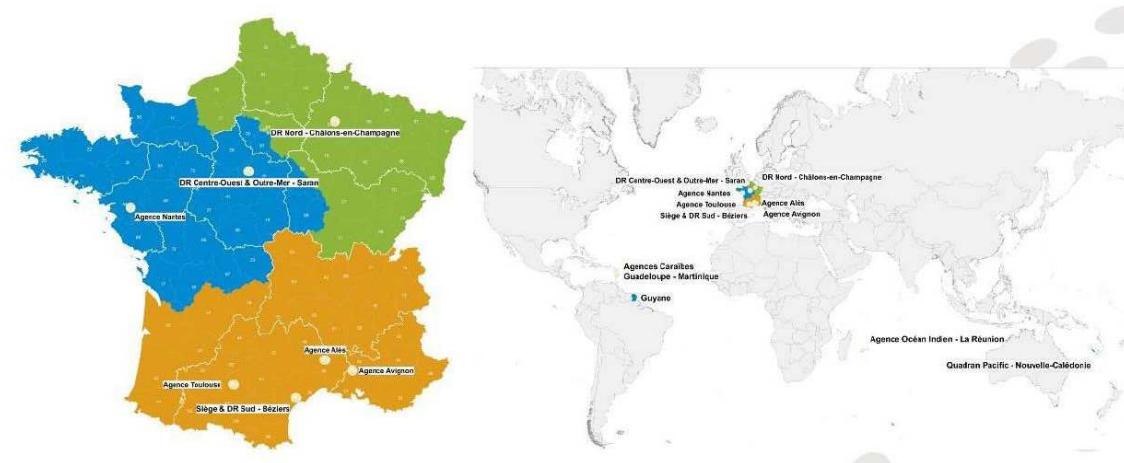 DR Nord - Châlons-en-Champagne
DR Centre-Ouest & Outre-Mer - Saran
Agence Nantes
Agence Alès
Agence Avignon
Agence Toulouse
Siège & DR Sud - Béziers
DR Centre-Ouest & Outre-Mer - Saran
DR Nord - Châlons-en-Champagne
Agence Nantes
Agence Toulouse
Agence Alès
Siège & DR Sud - Béziers
Agence Avignon
Agences Caraïbes
Guadeloupe - Martinique
Guyane
Agence Océan Indien - La Réunion
Quadran Pacific - Nouvelle-Calédonie